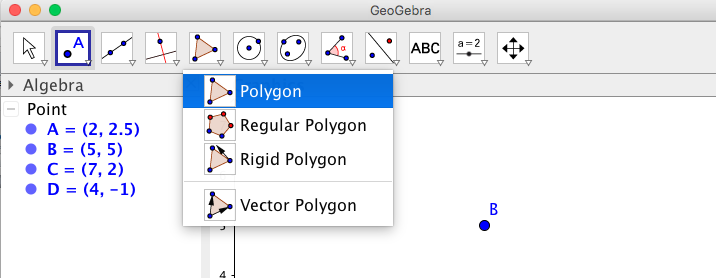 GeoGebra
A
α
ABC
a=2
Algebra
Point
A = (2, 2.5)
B = (5, 5)
C = (7, 2)
D = (4, -1)
Polygon
Regular Polygon
Rigid Polygon
Vector Polygon
B
4